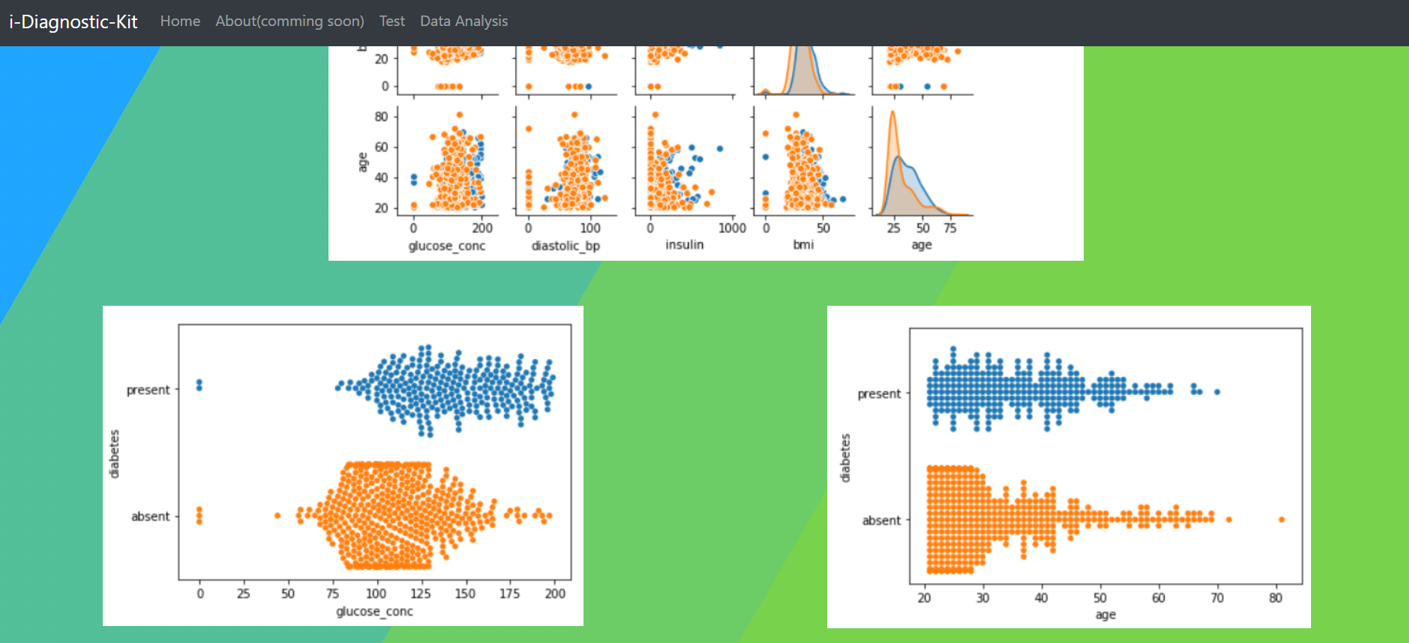 i-Diagnostic-Kit Home About(comming soon) Test Data Analysis
20
0
80
60
40
20
age
0 200 0 100 0 1000 0 50 25 50 75
glucose_conc diastolic_bp insulin bmi age
present
absent
diabetes
0 25 50 75 100 125 150 175 200
glucose_conc
present
absent
diabetes
20 30 40 50 60 70 80
age